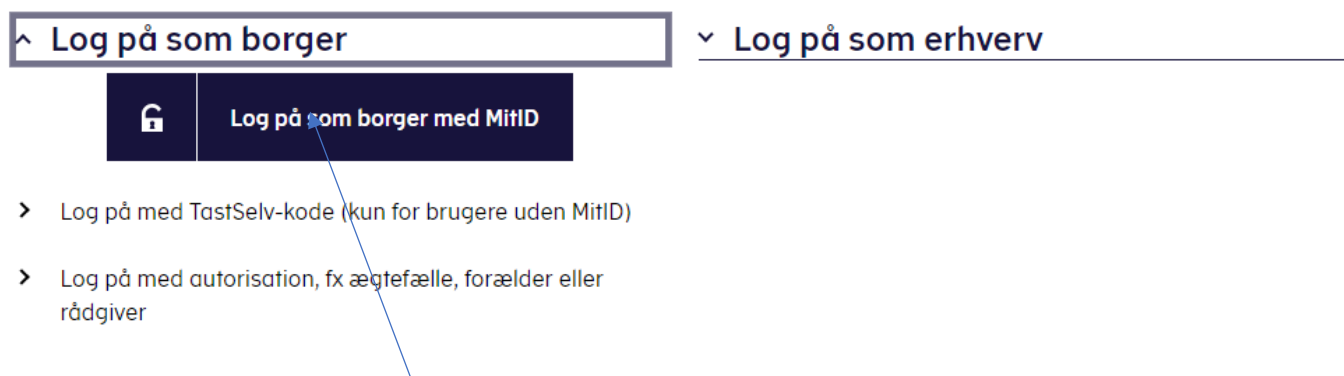 Log på som borger
Log på som erhverv
Log på som borger med MitID
Log på med TastSelv-kode (kun for brugere uden MitID)
Log på med autorisation, fx ægtefælle, forælder eller
rådgiver